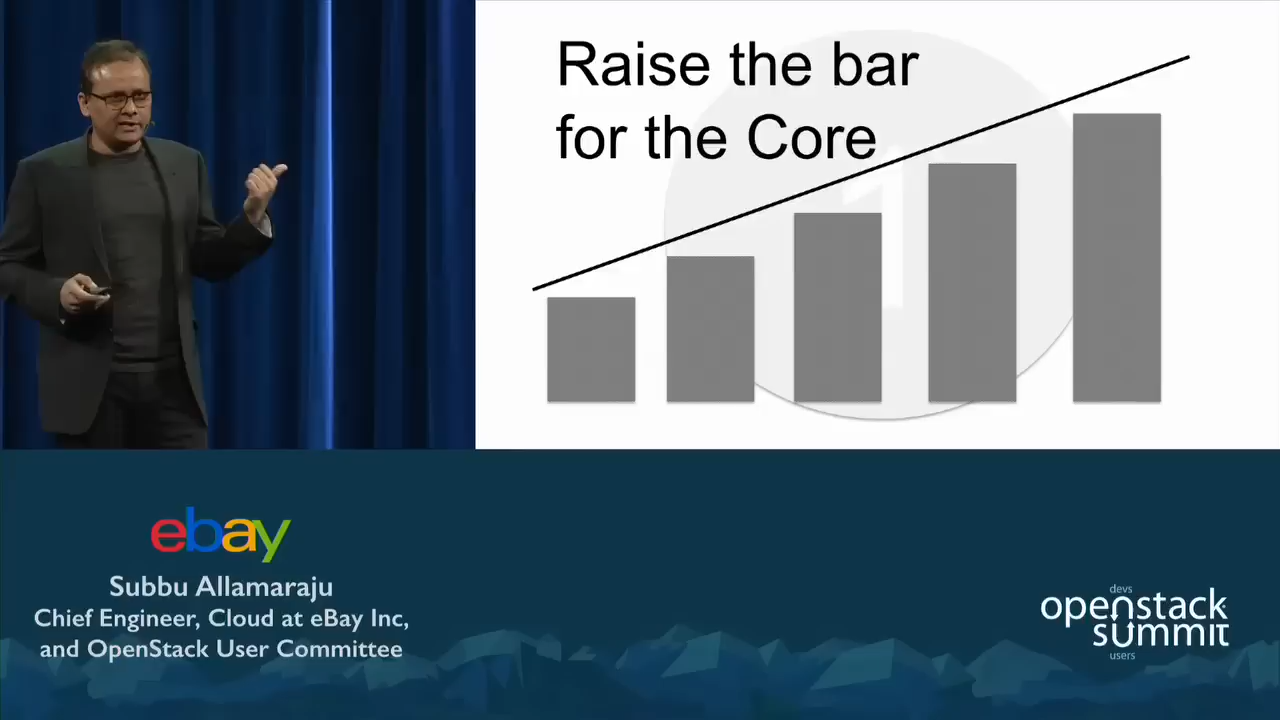 Raise the bar
for the Core
1
ebay
Subbu Allamaraju
Chief Engineer, Cloud at eBay Inc,
and OpenStack User Committee
devs
openstack
summit
users